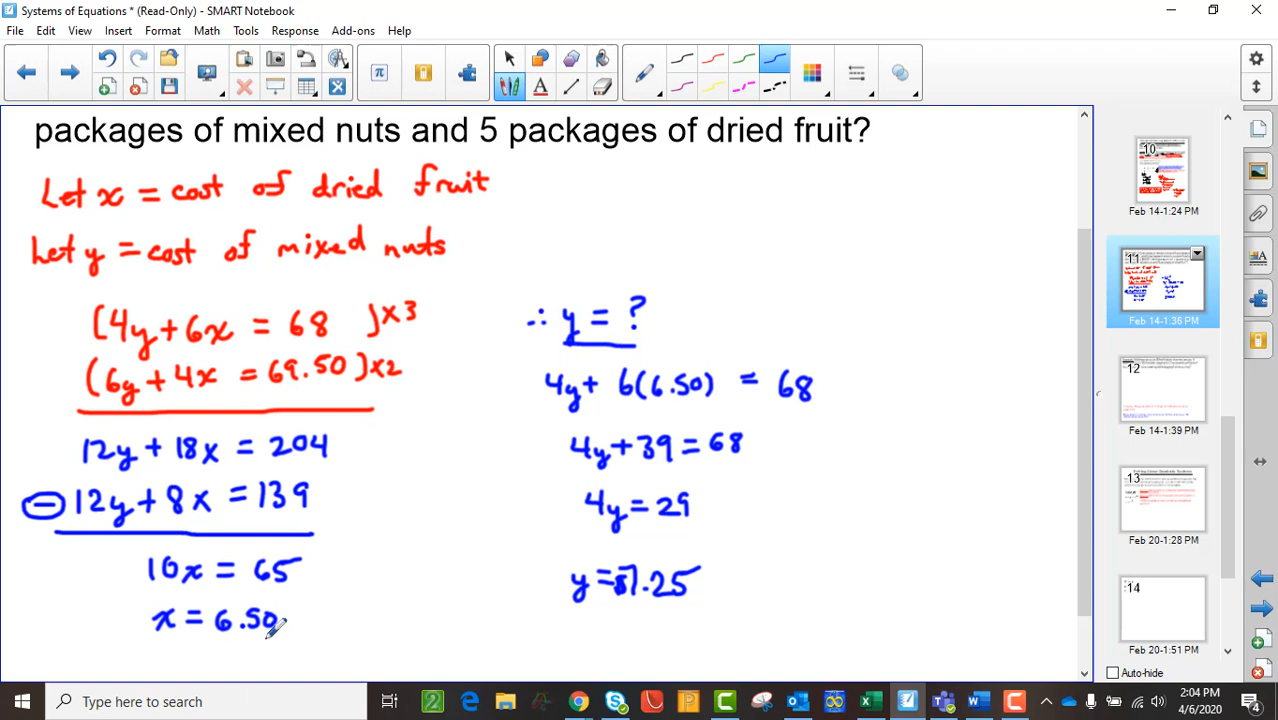 Systems of Equations * (Read-Only) - SMART Notebook
File Edit View Insert Format Math Tools Response Add-ons Help
packages of mixed nuts and 5 packages of dried fruit?
Let x = cost of dried fruit
Let y = cost of mixed nuts
(4y+6x = 68 )×3
(6y+4x = 69.50)×2
12y+18x = 204
− 12y+8x = 139
10x = 65
x = 6.50
∴ y = ?
4y+ 6(6.50) = 68
4y+39=68
4y=29
y=$7.25
10
Feb 14-1:24 PM
11
Feb 14-1:36 PM
12
Feb 14-1:39 PM
13
Feb 20-1:28 PM
14
Feb 20-1:51 PM
Auto-hide
Type here to search
2:04 PM
4/6/2020